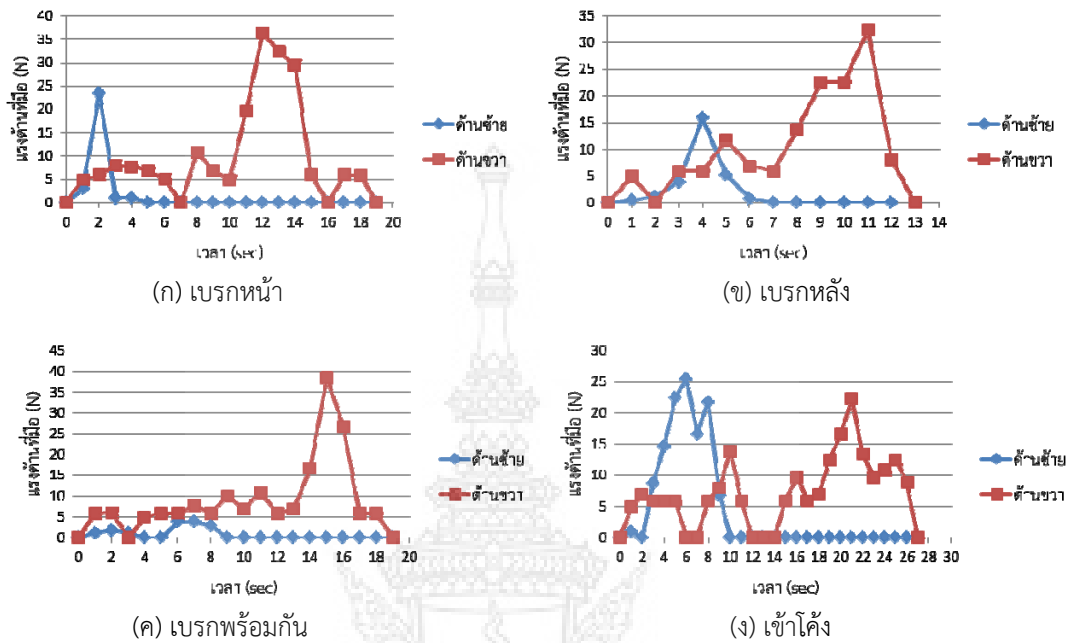 40
35
30
25
20
15
10
5
0
แรงต้านที่มือ (N)
0 2 4 6 8 10 12 14 16 18 20
เวลา (sec)
ด้านซ้าย
ด้านขวา
(ก) เบรกหน้า
35
30
25
20
15
10
5
0
แรงต้านที่มือ (N)
0 1 2 3 4 5 6 7 8 9 10 11 12 13 14
เวลา (sec)
ด้านซ้าย
ด้านขวา
(ข) เบรกหลัง
45
40
35
30
25
20
15
10
5
0
แรงต้านที่มือ (N)
0 2 4 6 8 10 12 14 16 18 20
เวลา (sec)
ด้านซ้าย
ด้านขวา
(ค) เบรกพร้อมกัน
30
25
20
15
10
5
0
แรงต้านที่มือ (N)
0 2 4 6 8 10 12 14 16 18 20 22 24 26 28 30
เวลา (sec)
ด้านซ้าย
ด้านขวา
(ง) เข้าโค้ง